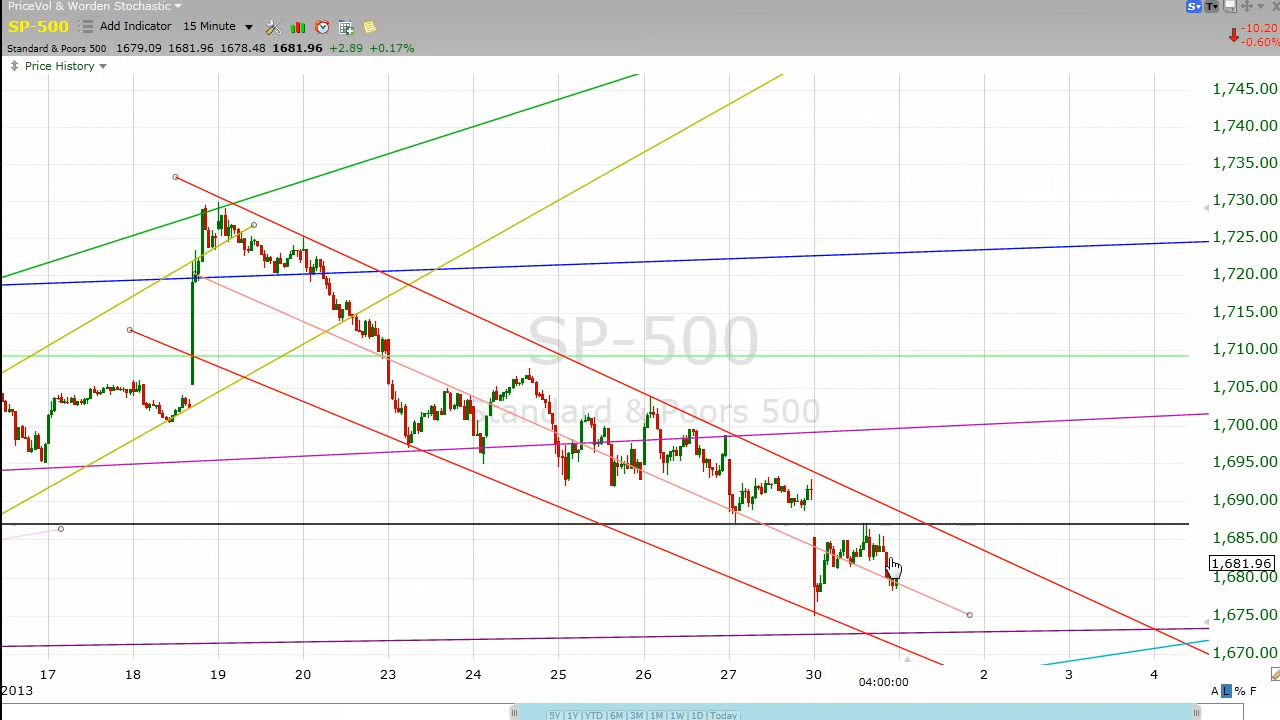 PriceVol & Worden Stochastic
S T
SP-500 Add Indicator 15 Minute
-10.20
Standard & Poors 500 1679.09 1681.96 1678.48 1681.96 +2.89 +0.17%
-0.60%
Price History
1,745.00
1,740.00
1,735.00
1,730.00
1,725.00
1,720.00
1,715.00
1,710.00
1,705.00
1,700.00
1,695.00
1,690.00
1,685.00
1,681.96
1,680.00
1,675.00
1,670.00
SP-500
Standard & Poors 500
17 18 19 20 23 24 25 26 27 30 2 3 4
2013
04:00:00
A L % F
5Y 1Y YTD 6M 3M 1M 1W 1D Today